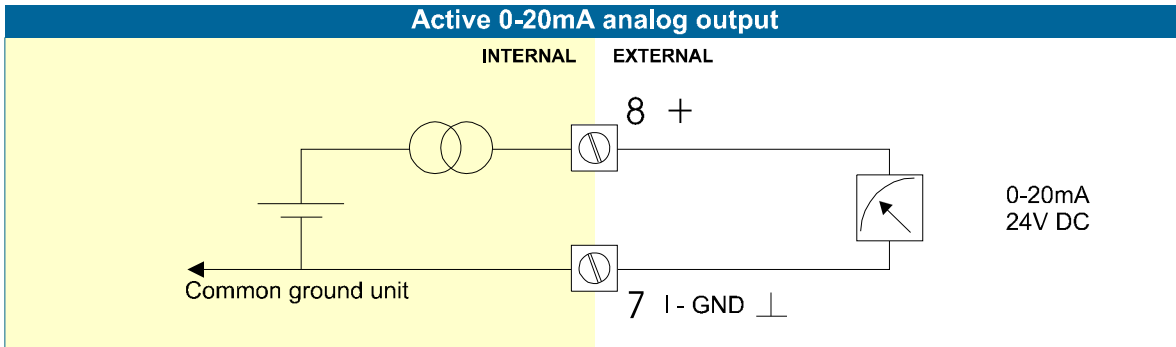 Active 0-20mA analog output
INTERNAL EXTERNAL
8 +
0-20mA
24V DC
Common ground unit
7 I - GND ⊥